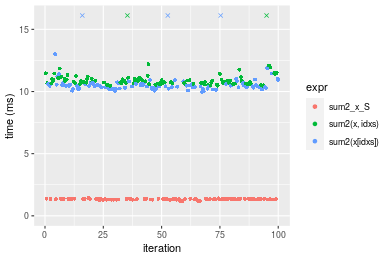 15
10
5
0
time (ms)
0
25
50
75
100
iteration
expr
sum2_x_S
sum2(x, idxs)
sum2(x[idxs])